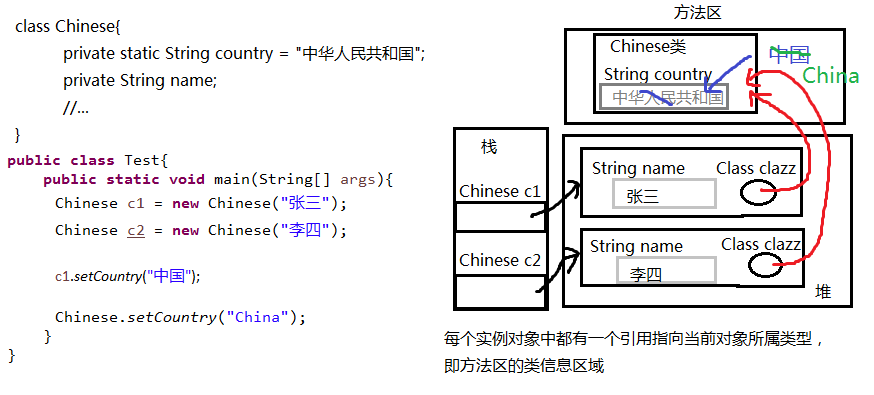 class Chinese{
private static String country = "中华人民共和国";
private String name;
//...
}
public class Test{
public static void main(String[] args){
Chinese c1 = new Chinese("张三");
Chinese c2 = new Chinese("李四");
c1.setCountry("中国");
Chinese.setCountry("China");
}
}
方法区
Chinese类
String country
中华人民共和国
中国
China
栈
Chinese c1
Chinese c2
String name
Class clazz
张三
String name
Class clazz
李四
堆
每个实例对象中都有一个引用指向当前对象所属类型，
即方法区的类信息区域